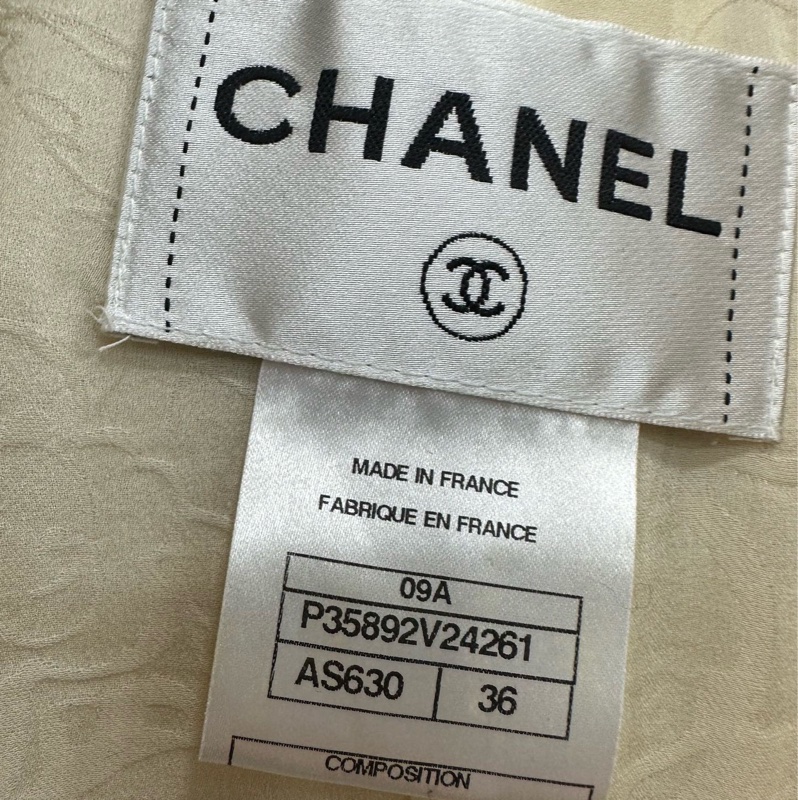 CHANEL
MADE IN FRANCE
FABRIQUE EN FRANCE
09A
P35892V24261
AS630 36
COMPOSITION